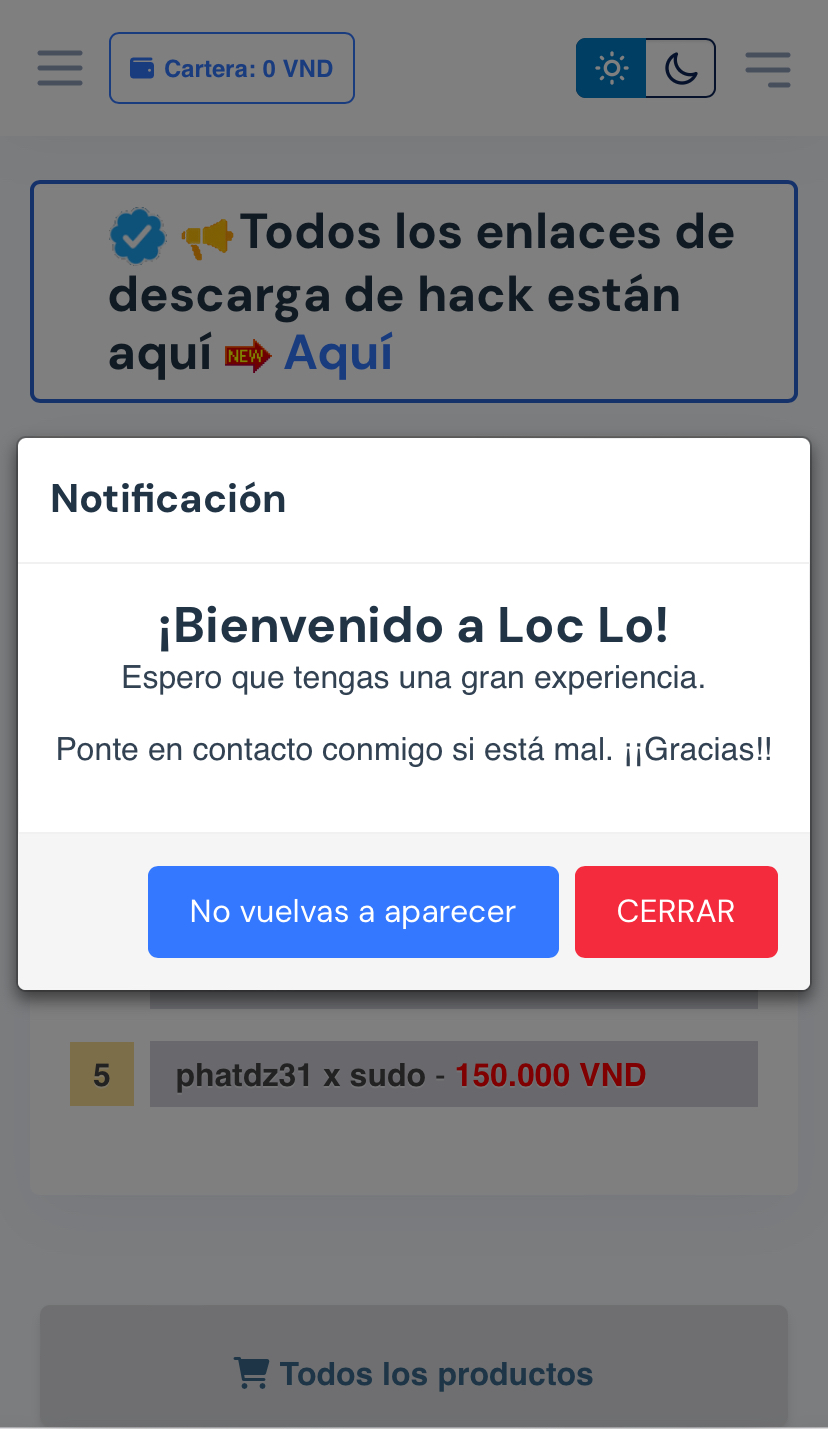 Cartera: 0 VND
Todos los enlaces de
descarga de hack están
aquí NEW Aquí
Notificación
¡Bienvenido a Loc Lo!
Espero que tengas una gran experiencia.
Ponte en contacto conmigo si está mal. ¡¡Gracias!!
No vuelvas a aparecer
CERRAR
5
phatdz31 x sudo - 150.000 VND
Todos los productos